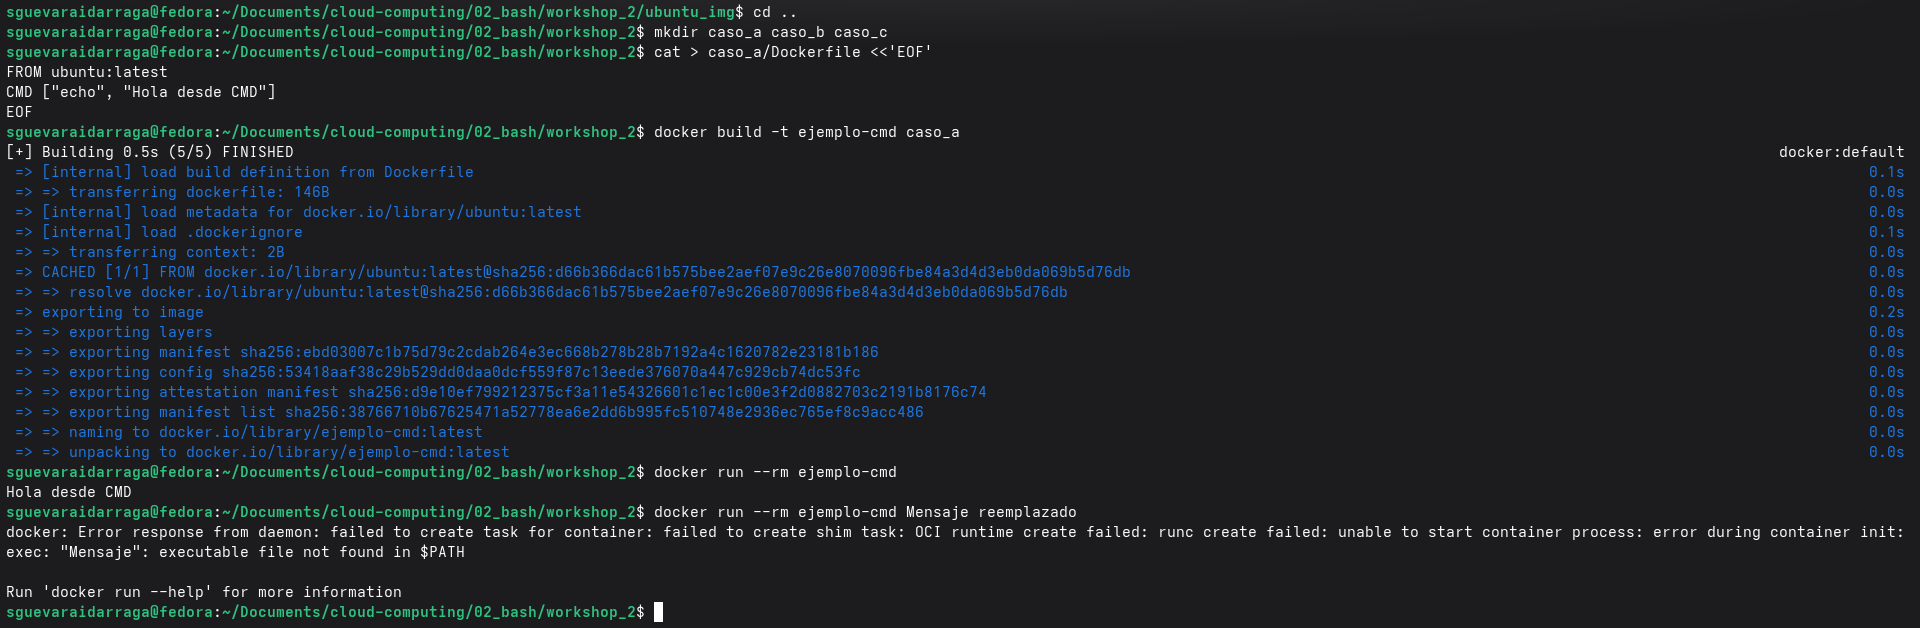 sguevaraidarraga@fedora:~/Documents/cloud-computing/02_bash/workshop_2/ubuntu_img$ cd ..
sguevaraidarraga@fedora:~/Documents/cloud-computing/02_bash/workshop_2$ mkdir caso_a caso_b caso_c
sguevaraidarraga@fedora:~/Documents/cloud-computing/02_bash/workshop_2$ cat > caso_a/Dockerfile <<'EOF'
FROM ubuntu:latest
CMD ["echo", "Hola desde CMD"]
EOF
sguevaraidarraga@fedora:~/Documents/cloud-computing/02_bash/workshop_2$ docker build -t ejemplo-cmd caso_a
[+] Building 0.5s (5/5) FINISHED docker:default
 => [internal] load build definition from Dockerfile 0.1s
 => => transferring dockerfile: 146B 0.0s
 => [internal] load metadata for docker.io/library/ubuntu:latest 0.0s
 => [internal] load .dockerignore 0.1s
 => => transferring context: 2B 0.0s
 => CACHED [1/1] FROM docker.io/library/ubuntu:latest@sha256:d66b366dac61b575bee2aef07e9c26e8070096fbe84a3d4d3eb0da069b5d76db 0.0s
 => => resolve docker.io/library/ubuntu:latest@sha256:d66b366dac61b575bee2aef07e9c26e8070096fbe84a3d4d3eb0da069b5d76db 0.0s
 => exporting to image 0.2s
 => => exporting layers 0.0s
 => => exporting manifest sha256:ebd03007c1b75d79c2cdab264e3ec668b278b28b7192a4c1620782e23181b186 0.0s
 => => exporting config sha256:53418aaf38c29b529dd0daa0dcf559f87c13eede376070a447c929cb74dc53fc 0.0s
 => => exporting attestation manifest sha256:d9e10ef799212375cf3a11e54326601c1ec1c00e3f2d0882703c2191b8176c74 0.0s
 => => exporting manifest list sha256:38766710b67625471a52778ea6e2dd6b995fc510748e2936ec765ef8c9acc486 0.0s
 => => naming to docker.io/library/ejemplo-cmd:latest 0.0s
 => => unpacking to docker.io/library/ejemplo-cmd:latest 0.0s
sguevaraidarraga@fedora:~/Documents/cloud-computing/02_bash/workshop_2$ docker run --rm ejemplo-cmd
Hola desde CMD
sguevaraidarraga@fedora:~/Documents/cloud-computing/02_bash/workshop_2$ docker run --rm ejemplo-cmd Mensaje reemplazado
docker: Error response from daemon: failed to create task for container: failed to create shim task: OCI runtime create failed: runc create failed: unable to start container process: error during container init:
exec: "Mensaje": executable file not found in $PATH

Run 'docker run --help' for more information
sguevaraidarraga@fedora:~/Documents/cloud-computing/02_bash/workshop_2$